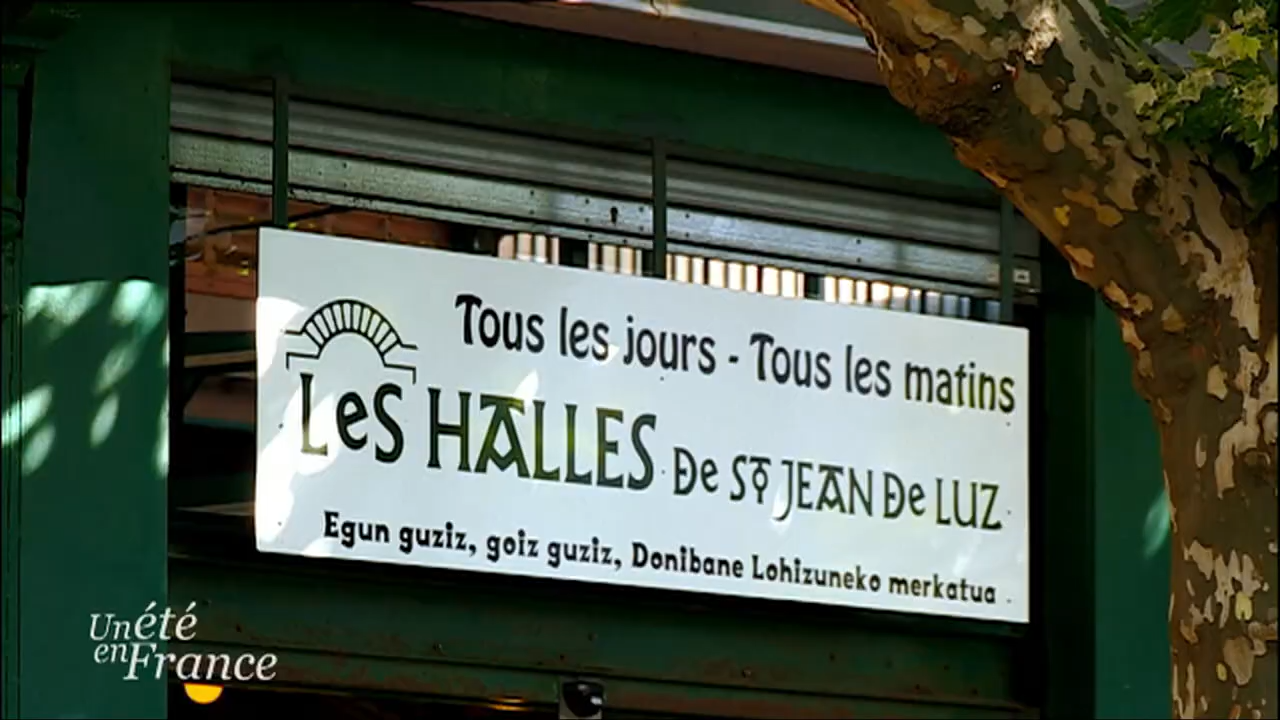 Tous les jours - Tous les matins
LeS HALLES De ST JEAN De LUZ
Egun guziz, goiz guziz, Donibane Lohizuneko merkatua
Un été
en France